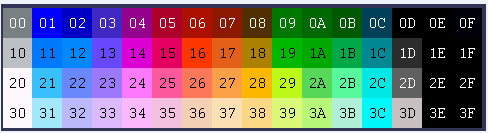 00 01 02 03 04 05 06 07 08 09 0A 0B 0C 0D 0E 0F
10 11 12 13 14 15 16 17 18 19 1A 1B 1C 1D 1E 1F
20 21 22 23 24 25 26 27 28 29 2A 2B 2C 2D 2E 2F
30 31 32 33 34 35 36 37 38 39 3A 3B 3C 3D 3E 3F